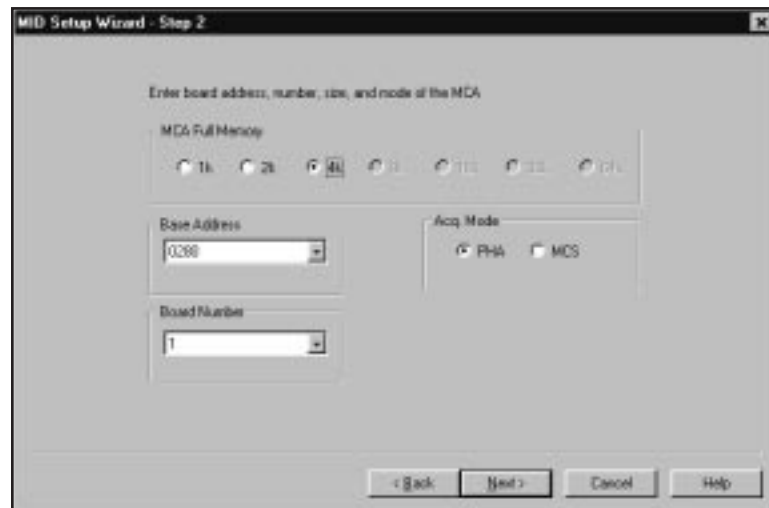 MID Setup Wizard - Step 2
Enter board address, number, size, and mode of the MCA
MCA Full Memory
1k 2k 4k
Base Address
Acq. Mode
0280
PHA MCS
Board Number
1
< Back Next > Cancel Help